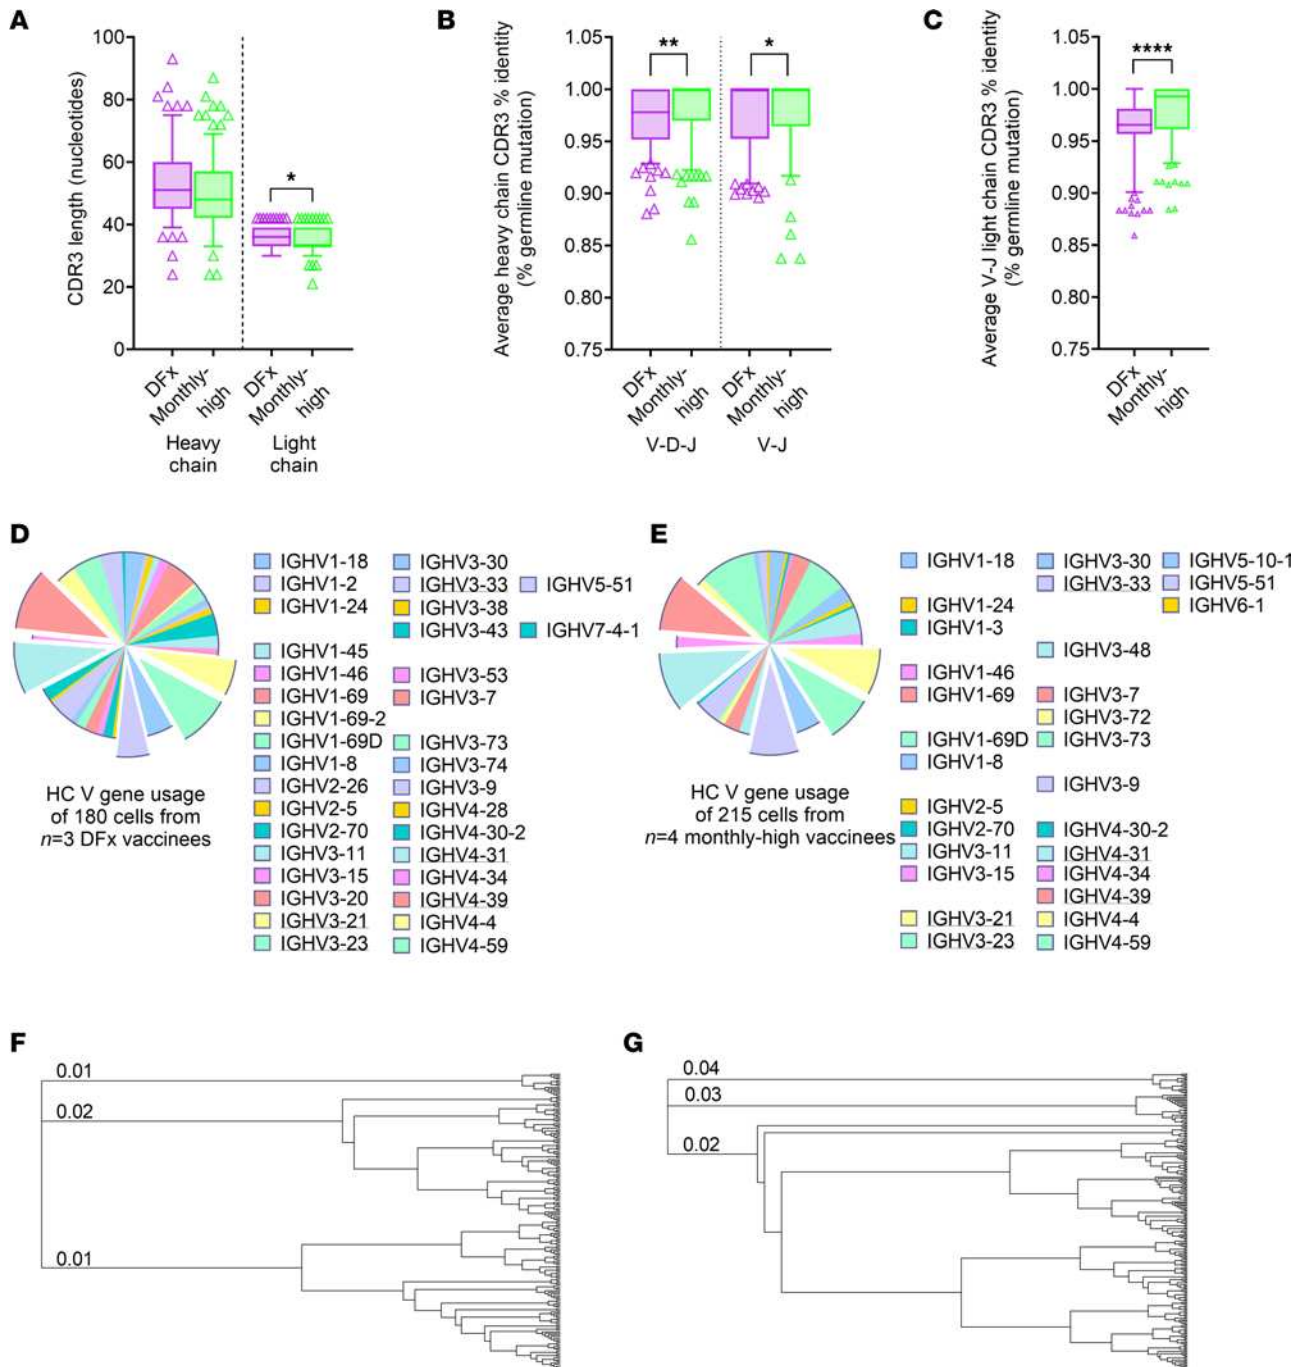 A
CDR3 length (nucleotides)
100
80
60
40
20
0
*
DFx
Monthly-
high
DFx
Monthly-
high
Heavy
chain
Light
chain
B
Average heavy chain CDR3 % identity
(% germline mutation)
1.05
1.00
0.95
0.90
0.85
0.80
0.75
**
*
DFx
Monthly-
high
DFx
Monthly-
high
V-D-J
V-J
C
Average V-J light chain CDR3 % identity
(% germline mutation)
1.05
1.00
0.95
0.90
0.85
0.80
0.75
****
DFx
Monthly-
high
D
HC V gene usage
of 180 cells from
n=3 DFx vaccinees
IGHV1-18
IGHV1-2
IGHV1-24
IGHV1-45
IGHV1-46
IGHV1-69
IGHV1-69-2
IGHV1-69D
IGHV1-8
IGHV2-26
IGHV2-5
IGHV2-70
IGHV3-11
IGHV3-15
IGHV3-20
IGHV3-21
IGHV3-23
IGHV3-30
IGHV3-33
IGHV3-38
IGHV3-43
IGHV3-53
IGHV3-7
IGHV3-73
IGHV3-74
IGHV3-9
IGHV4-28
IGHV4-30-2
IGHV4-31
IGHV4-34
IGHV4-39
IGHV4-4
IGHV4-59
IGHV5-51
IGHV7-4-1
E
HC V gene usage
of 215 cells from
n=4 monthly-high vaccinees
IGHV1-18
IGHV1-24
IGHV1-3
IGHV1-46
IGHV1-69
IGHV1-69D
IGHV1-8
IGHV2-5
IGHV2-70
IGHV3-11
IGHV3-15
IGHV3-21
IGHV3-23
IGHV3-30
IGHV3-33
IGHV3-48
IGHV3-7
IGHV3-72
IGHV3-73
IGHV3-9
IGHV4-30-2
IGHV4-31
IGHV4-34
IGHV4-39
IGHV4-4
IGHV4-59
IGHV5-10-1
IGHV5-51
IGHV6-1
F
0.01
0.02
0.01
G
0.04
0.03
0.02